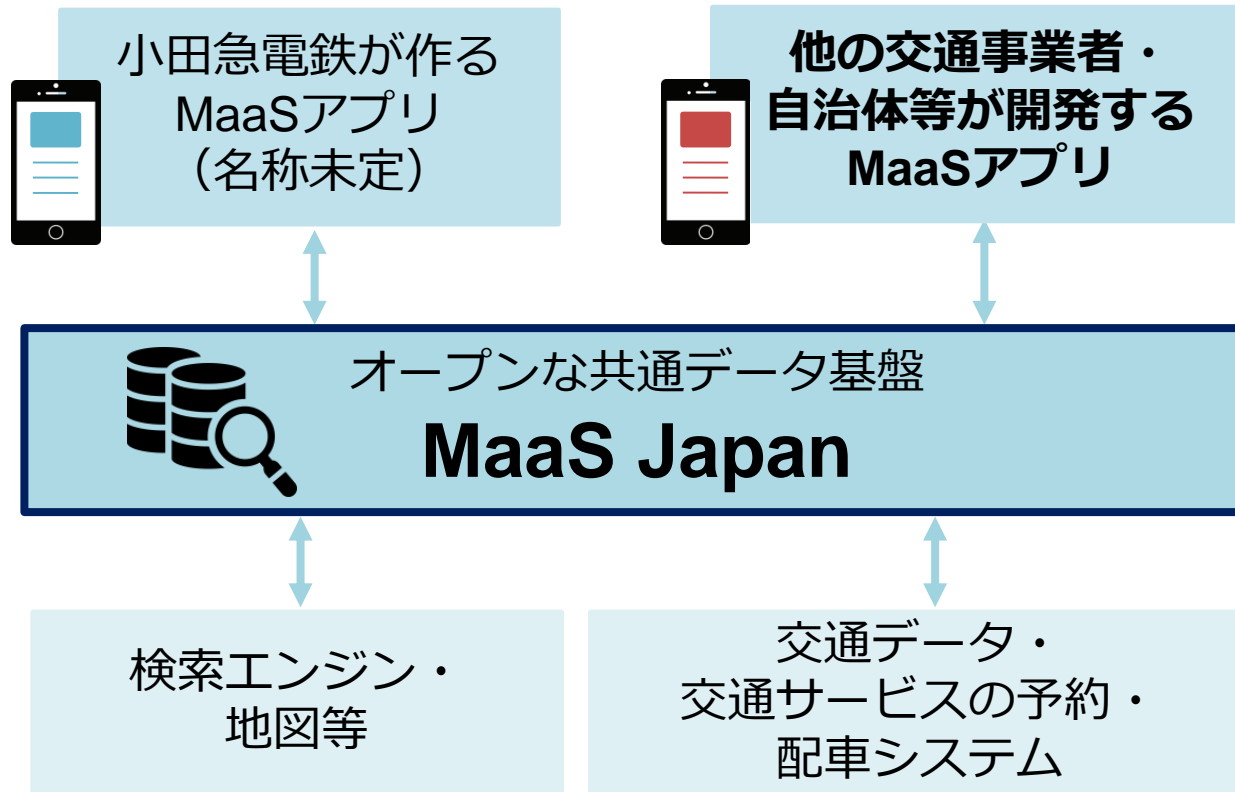 小田急電鉄が作る
MaaSアプリ
（名称未定）
他の交通事業者・
自治体等が開発する
MaaSアプリ
オープンな共通データ基盤
MaaS Japan
検索エンジン・
地図等
交通データ・
交通サービスの予約・
配車システム